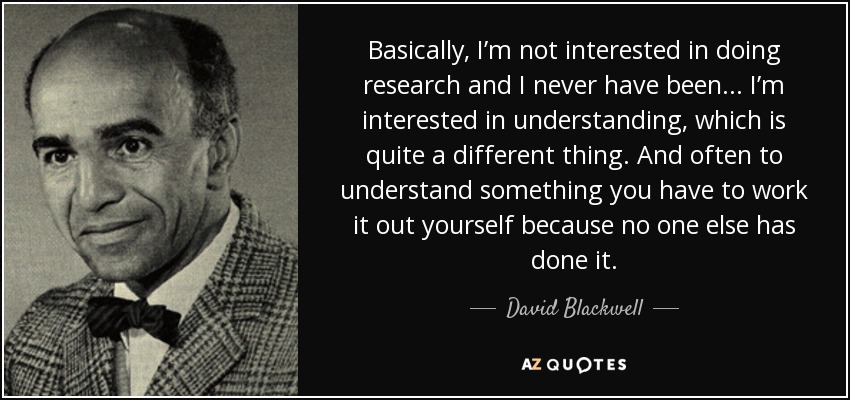 Basically, I’m not interested in doing
research and I never have been... I’m
interested in understanding, which is
quite a different thing. And often to
understand something you have to work
it out yourself because no one else has
done it.
David Blackwell
AZ QUOTES